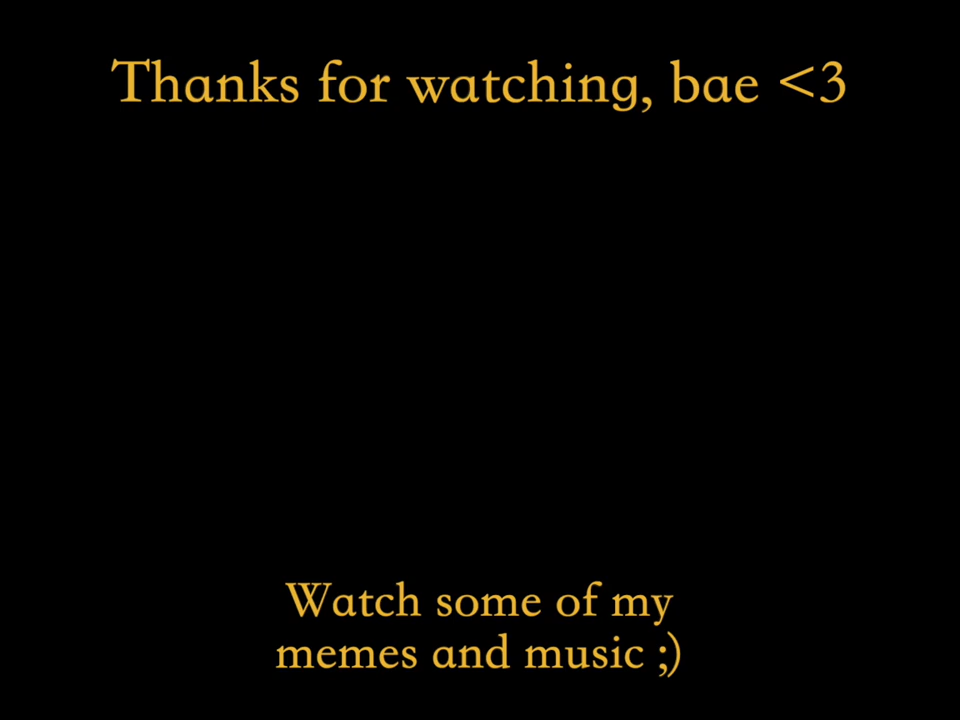 Thanks for watching, bae <3
Watch some of my
memes and music ;)